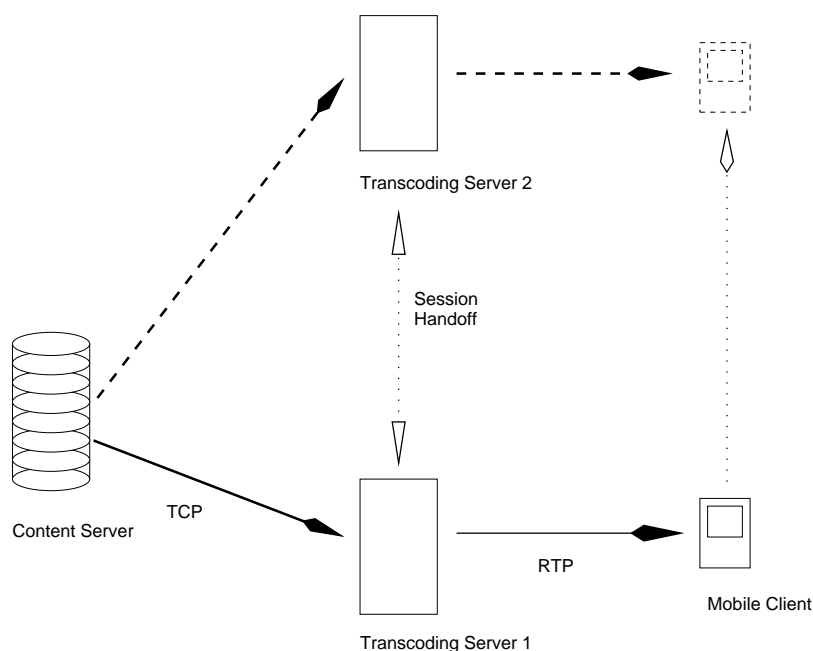 Transcoding Server 2
Session
Handoff
TCP
Content Server
RTP
Mobile Client
Transcoding Server 1